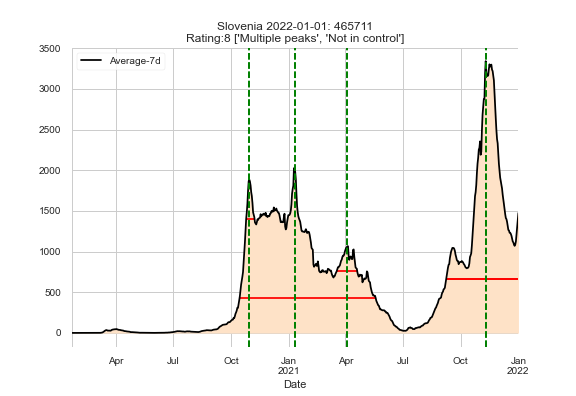 Slovenia 2022-01-01: 465711
Rating:8 ['Multiple peaks', 'Not in control']
Average-7d
3500
3000
2500
2000
1500
1000
500
0
Apr Jul Oct Jan Apr Jul Oct Jan
2021 2022
Date